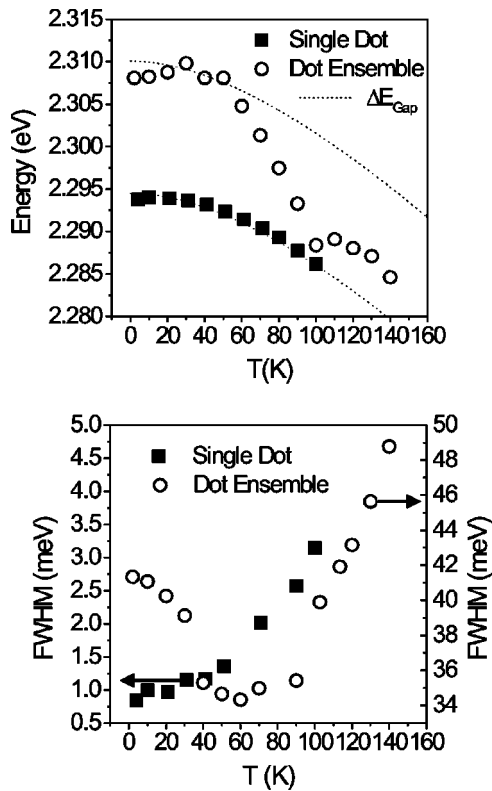 Single Dot
Dot Ensemble
ΔE_Gap
2.310
2.305
2.300
2.295
2.290
2.285
2.280
Energy (eV)
0 20 40 60 80 100 120 140 160
T(K)
Single Dot
Dot Ensemble
5.0
4.5
4.0
3.5
3.0
2.5
2.0
1.5
1.0
0.5
FWHM (meV)
50
48
46
44
42
40
38
36
34
FWHM (meV)
0 20 40 60 80 100 120 140 160
T (K)